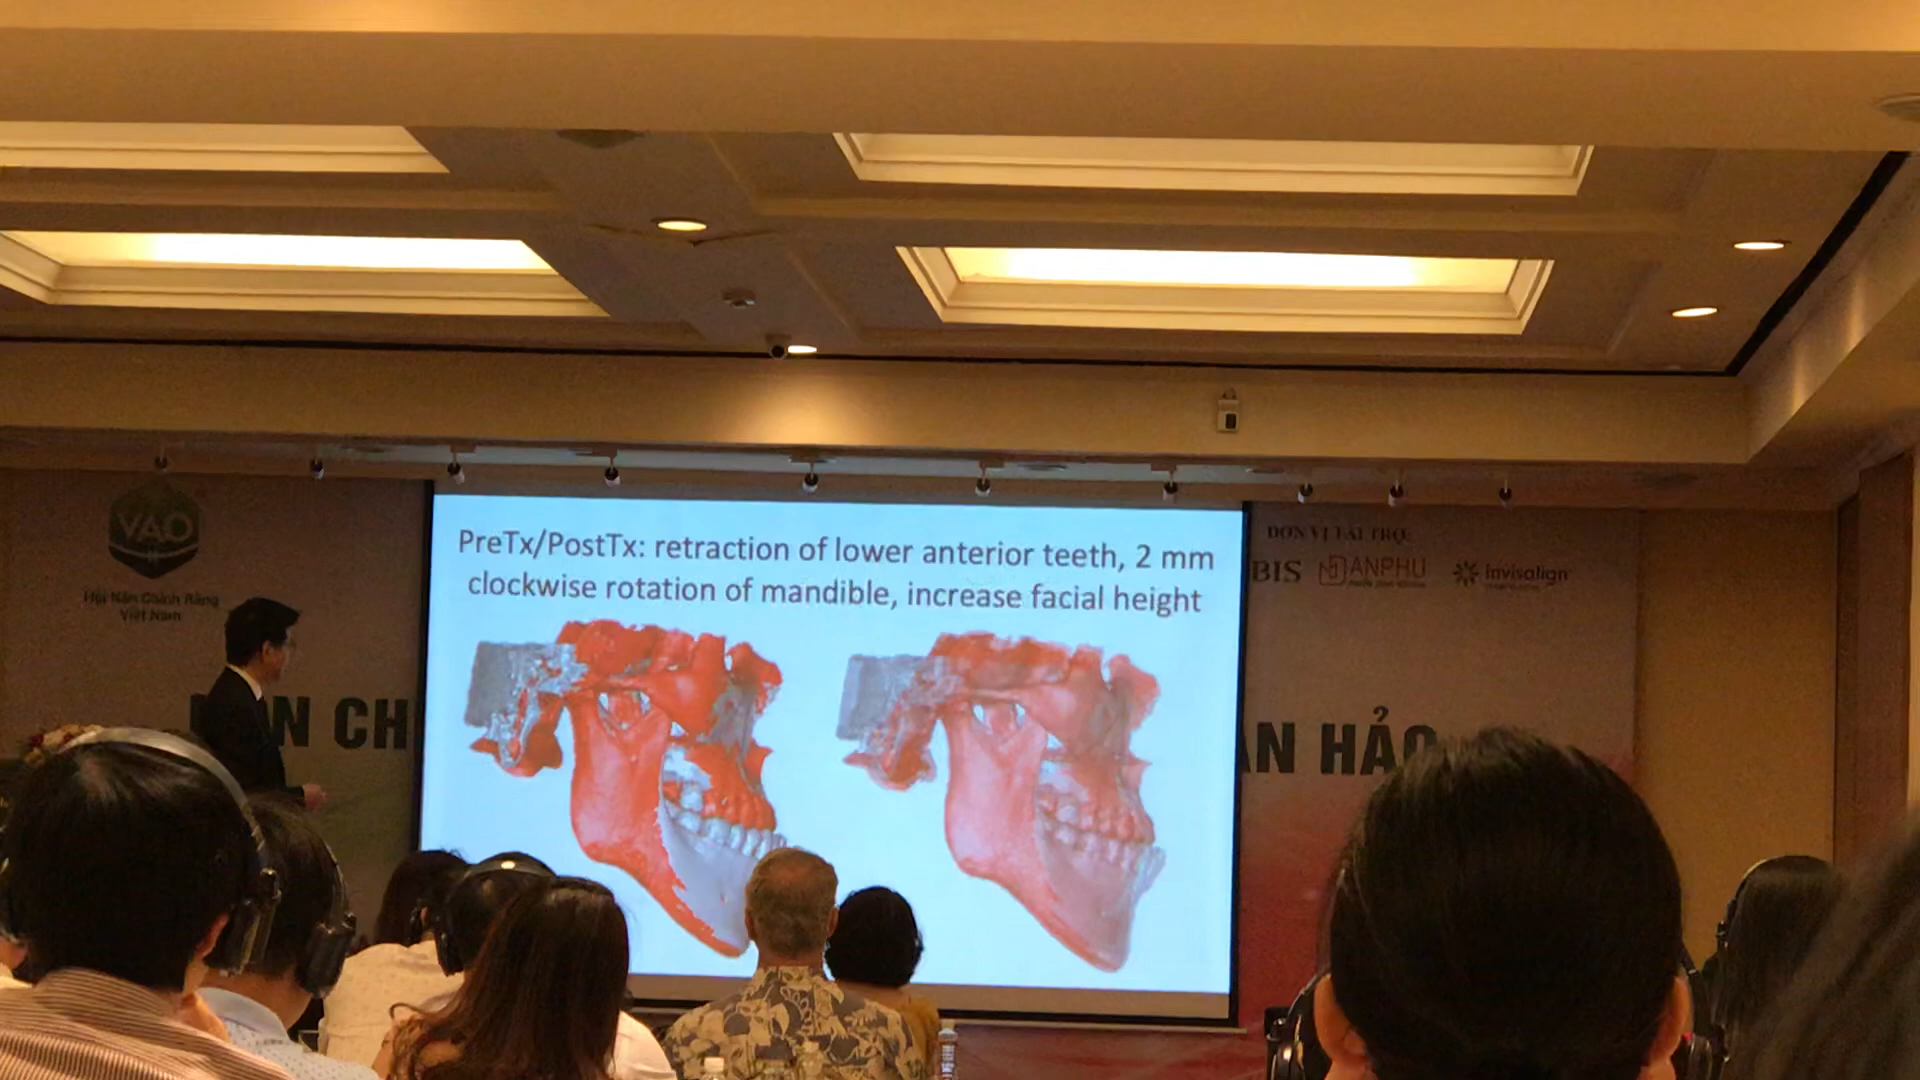 VAO
Hội Nắn Chỉnh Răng
Việt Nam
PreTx/PostTx: retraction of lower anterior teeth, 2 mm
clockwise rotation of mandible, increase facial height
ĐƠN VỊ TÀI TRỢ
BIS
ANPHU
invisalign
N CH
ÀN HẢO